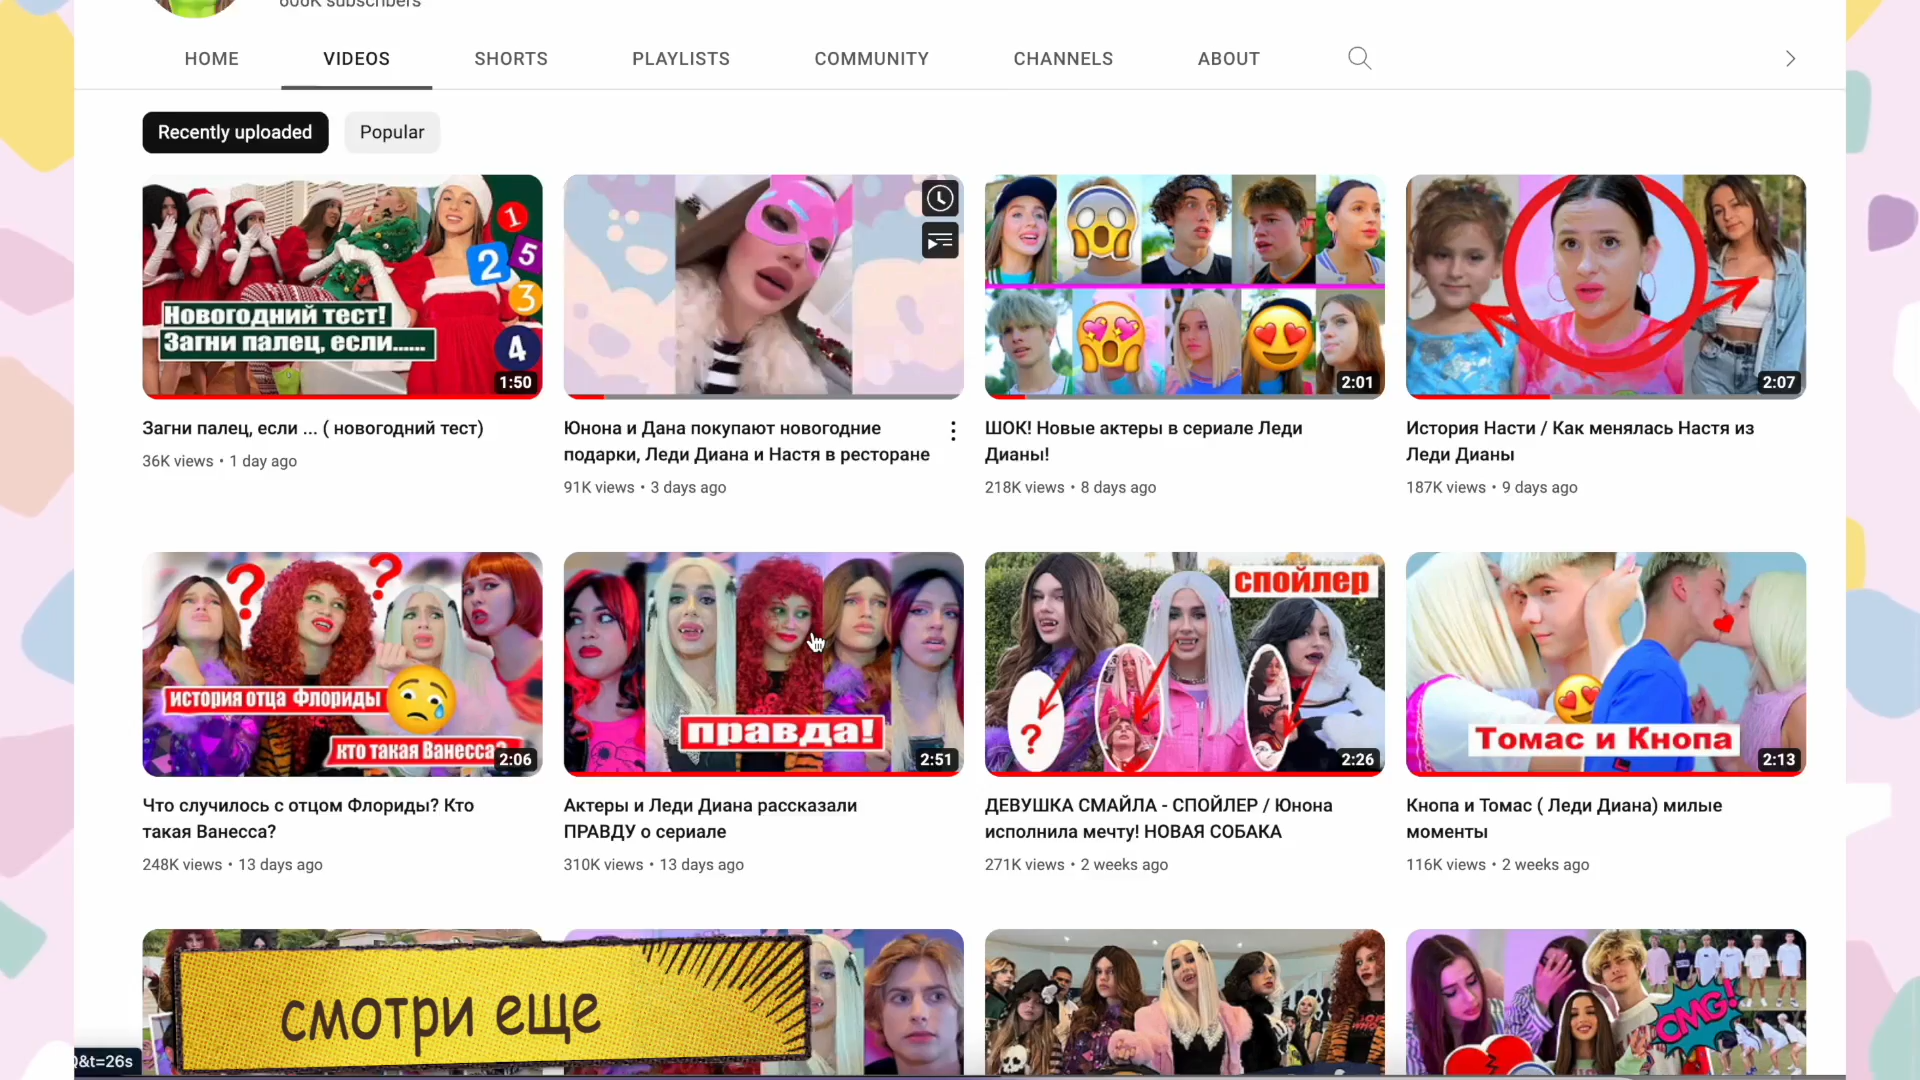 606K subscribers
HOME VIDEOS SHORTS PLAYLISTS COMMUNITY CHANNELS ABOUT
Recently uploaded Popular
Новогодний тест!
Загни палец, если......
1
2
5
3
4
1:50
2:01
2:07
Загни палец, если ... ( новогодний тест)
36K views • 1 day ago
Юнона и Дана покупают новогодние
подарки, Леди Диана и Настя в ресторане
91K views • 3 days ago
ШОК! Новые актеры в сериале Леди
Дианы!
218K views • 8 days ago
История Насти / Как менялась Настя из
Леди Дианы
187K views • 9 days ago
? ?
история отца Флориды
кто такая Ванесса?
2:06
правда!
2:51
спойлер
?
2:26
Томас и Кнопа
2:13
Что случилось с отцом Флориды? Кто
такая Ванесса?
248K views • 13 days ago
Актеры и Леди Диана рассказали
ПРАВДУ о сериале
310K views • 13 days ago
ДЕВУШКА СМАЙЛА - СПОЙЛЕР / Юнона
исполнила мечту! НОВАЯ СОБАКА
271K views • 2 weeks ago
Кнопа и Томас ( Леди Диана) милые
моменты
116K views • 2 weeks ago
смотри еще
OMG!
&t=26s